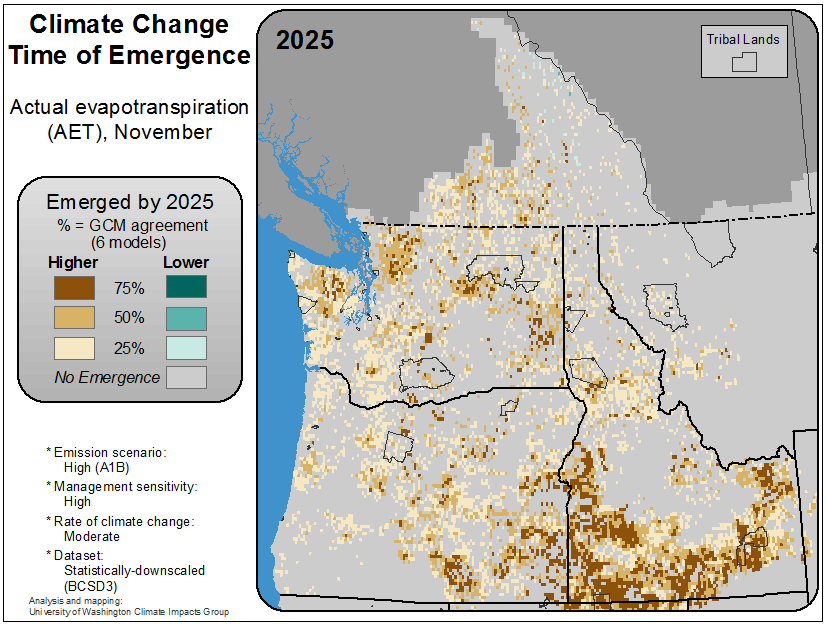 Climate Change
Time of Emergence
Actual evapotranspiration
(AET), November
Emerged by 2025
% = GCM agreement
(6 models)
Higher Lower
75%
50%
25%
No Emergence
* Emission scenario:
High (A1B)
* Management sensitivity:
High
* Rate of climate change:
Moderate
* Dataset:
Statistically-downscaled
(BCSD3)
Analysis and mapping:
University of Washington Climate Impacts Group
2025
Tribal Lands